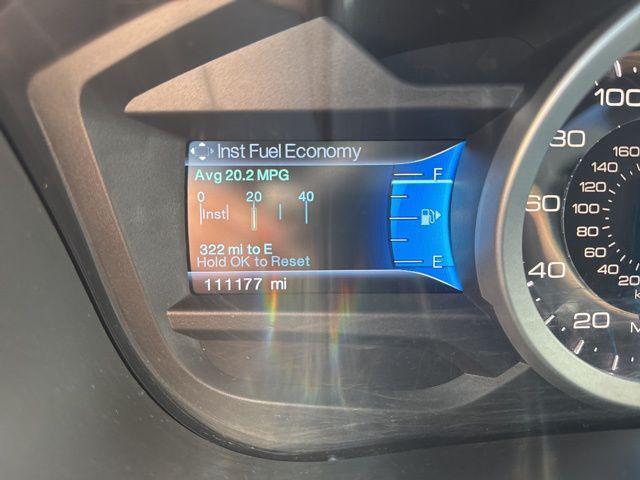 Inst Fuel Economy
Avg 20.2 MPG
0 20 40
Inst
322 mi to E
Hold OK to Reset
111177 mi
F
E
100
80
60
40
20
160
140
120
100
80
60
40
20